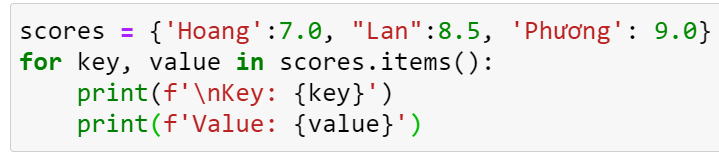 scores = {'Hoang':7.0, "Lan":8.5, 'Phương': 9.0}
for key, value in scores.items():
    print(f'\nKey: {key}')
    print(f'Value: {value}')